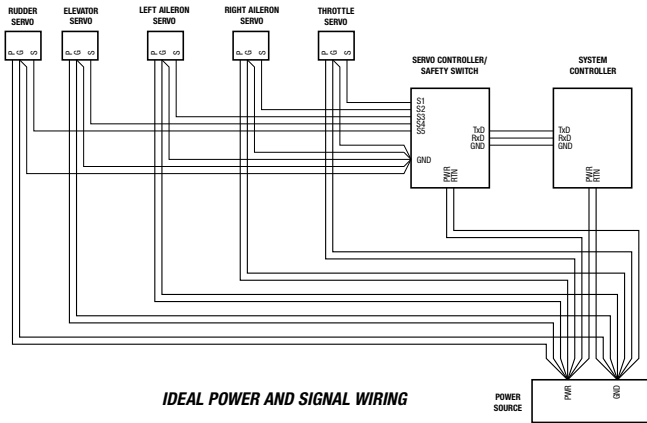 RUDDER
SERVO
ELEVATOR
SERVO
LEFT AILERON
SERVO
RIGHT AILERON
SERVO
THROTTLE
SERVO
P G S
P G S
P G S
P G S
P G S
SERVO CONTROLLER/
SAFETY SWITCH
SYSTEM
CONTROLLER
S1
S2
S3
S4
S5
GND
TxD
RxD
GND
PWR
RTN
TxD
RxD
GND
PWR
RTN
IDEAL POWER AND SIGNAL WIRING
POWER
SOURCE
PWR
GND